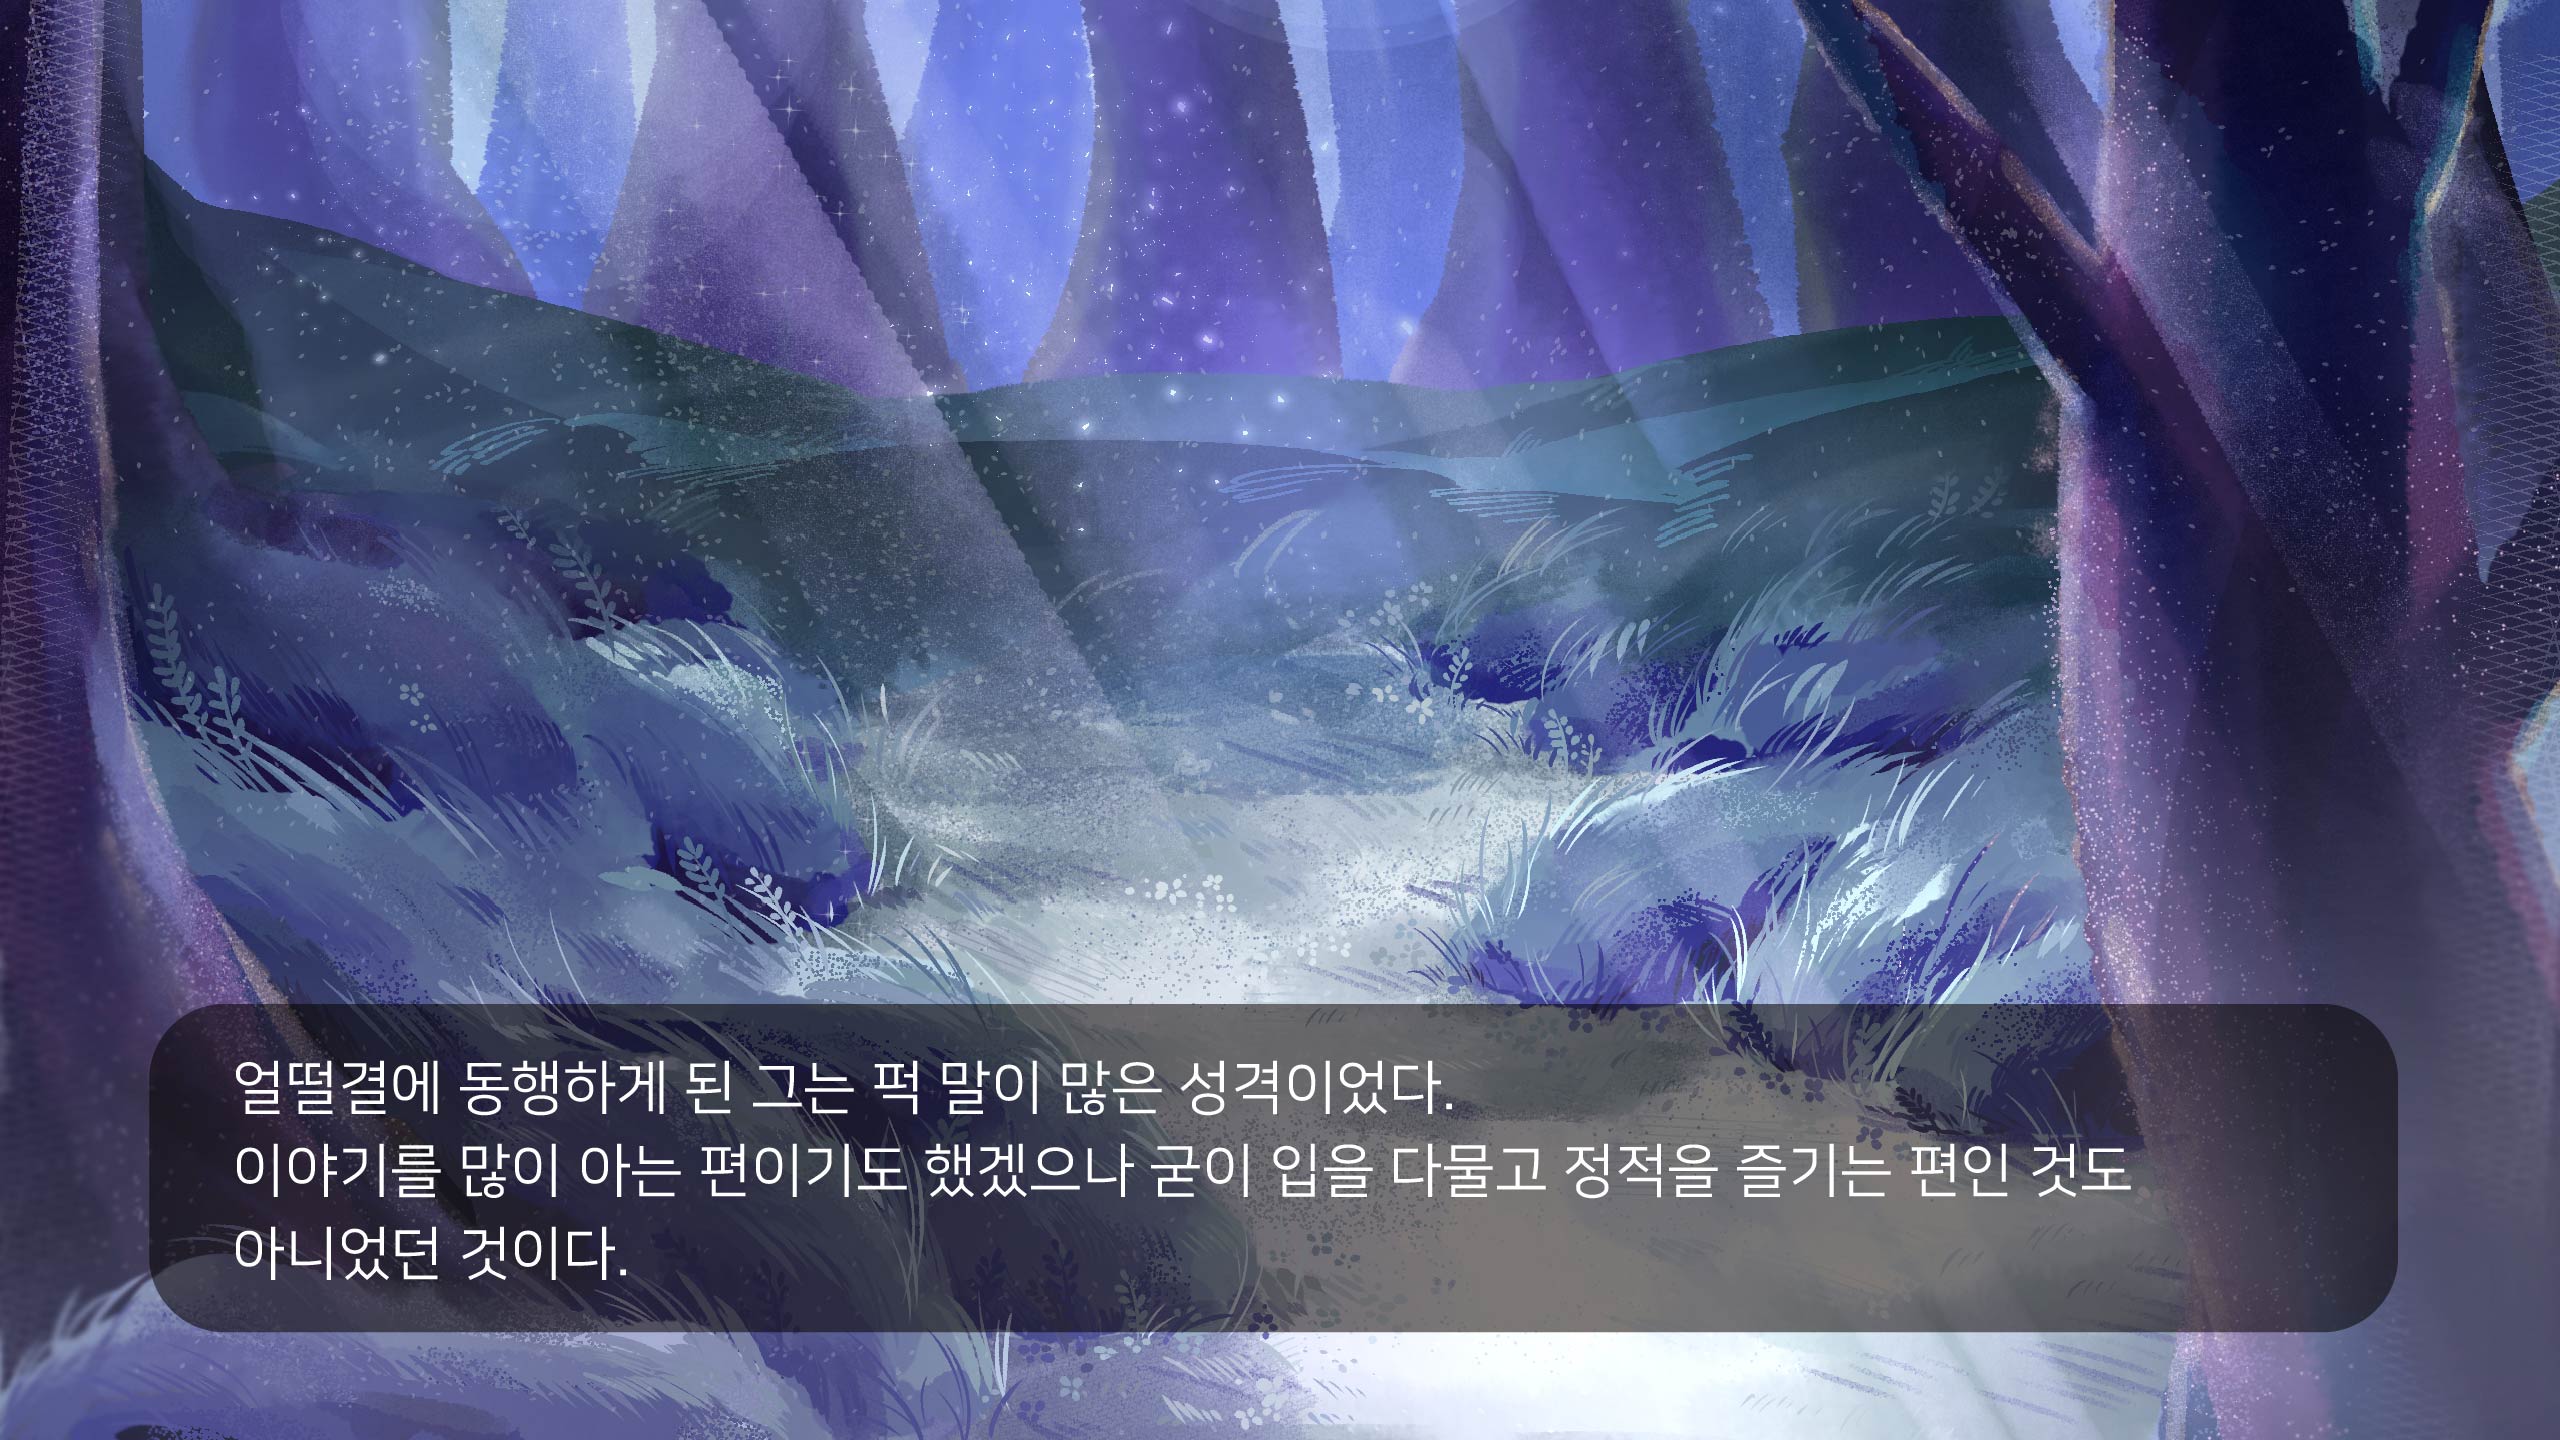 얼떨결에 동행하게 된 그는 퍽 말이 많은 성격이었다.
이야기를 많이 아는 편이기도 했겠으나 굳이 입을 다물고 정적을 즐기는 편인 것도
아니었던 것이다.